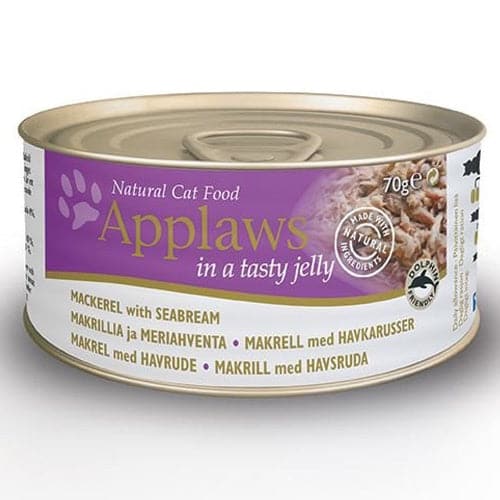 Natural Cat Food
70g℮
Applaws
in a tasty jelly
MADE WITH
NATURAL
INGREDIENTS
DOLPHIN
FRIENDLY
MACKEREL with SEABREAM
MAKRILLIA ja MERIAHVENTA • MAKRELL med HAVKARUSSER
MAKREL med HAVRUDE • MAKRILL med HAVSRUDA